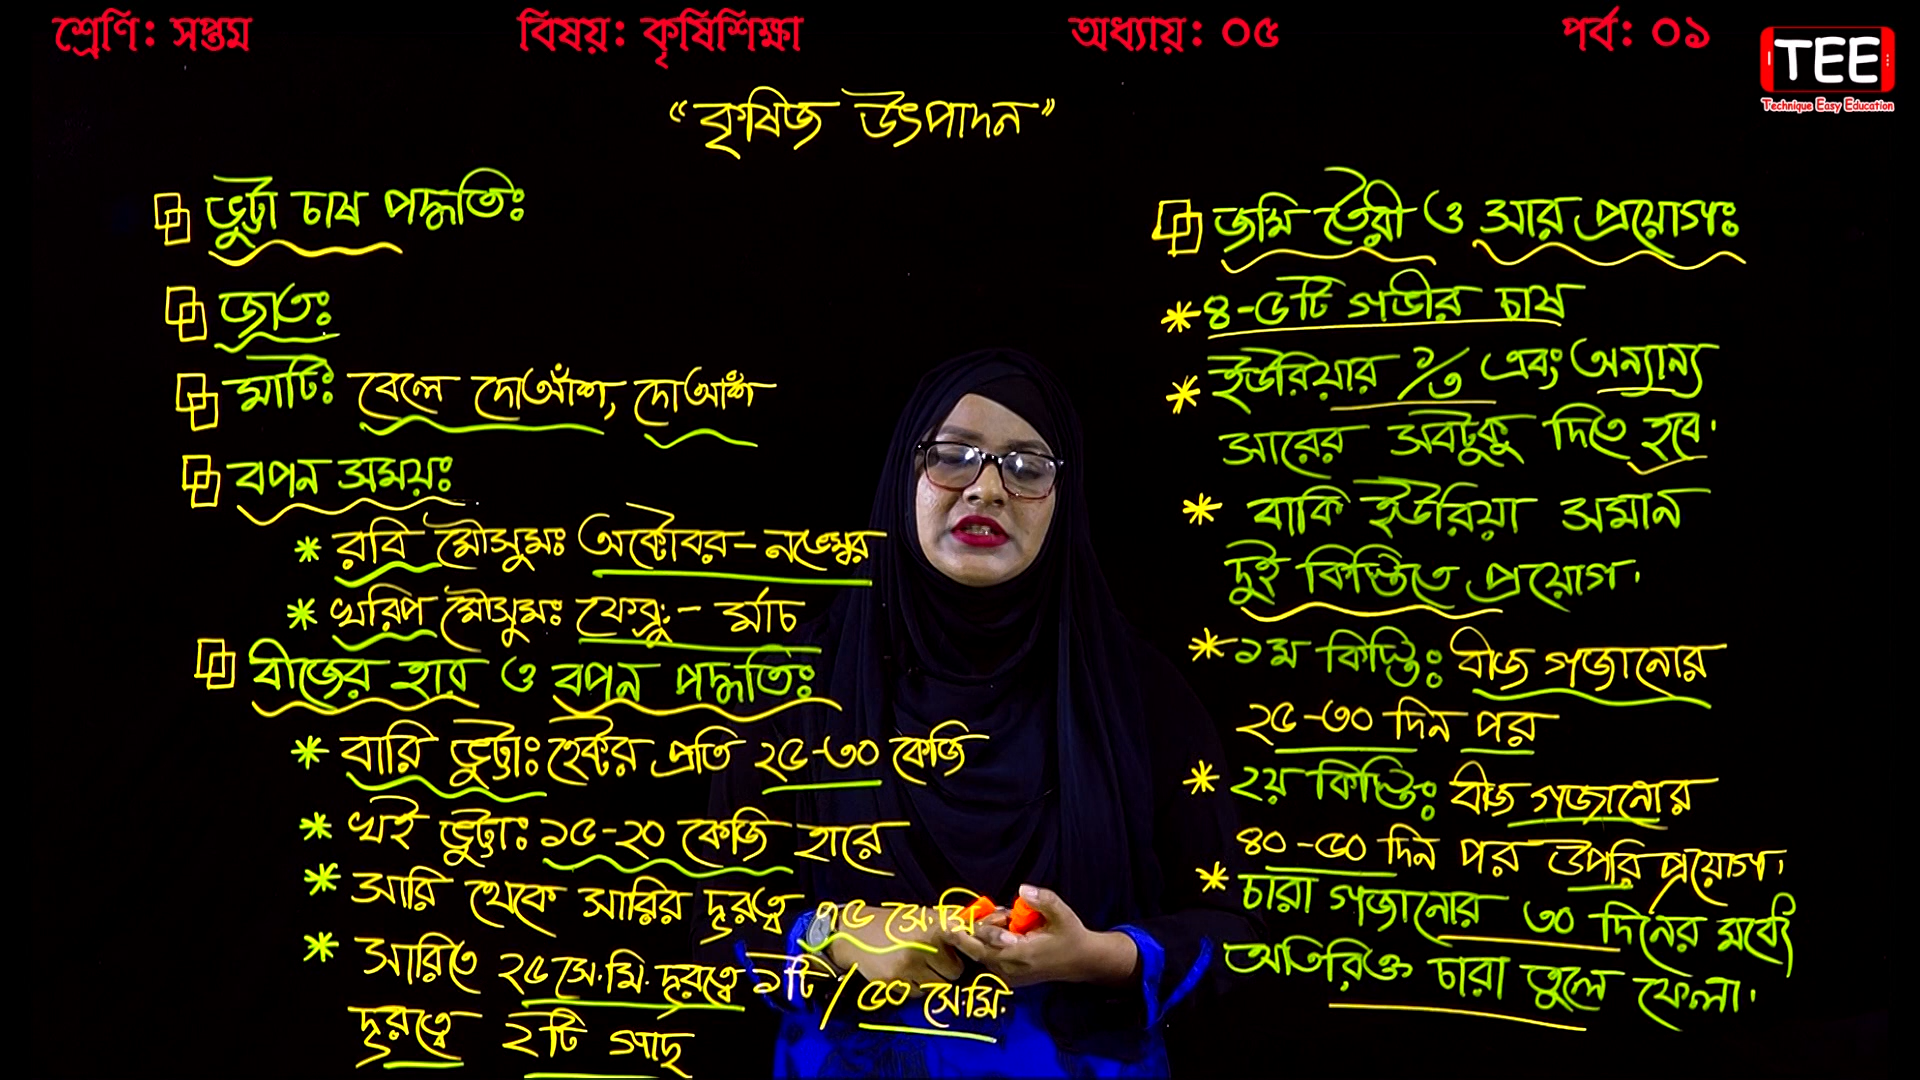 শ্রেণি: সপ্তম
বিষয়: কৃষিশিক্ষা
অধ্যায়: ০৫
পর্ব: ০১
TEE
Technique Easy Education
“কৃষিজ উৎপাদন”
ভুট্টা চাষ পদ্ধতিঃ
জাতঃ
মাটিঃ বেলে দোআঁশ, দোআঁশ
বপন সময়ঃ
* রবি মৌসুমঃ অক্টোবর - নভেম্বর
* খরিপ মৌসুমঃ ফেব্রুঃ - মার্চ
বীজের হার ও বপন পদ্ধতিঃ
* বারি ভুট্টাঃ হেক্টর প্রতি ২৫-৩০ কেজি
* খই ভুট্টাঃ ১৫-২০ কেজি হারে
* সারি থেকে সারির দূরত্ব ৭৫ সে.মি.
* সারিতে ২৫ সে.মি. দূরত্বে ১টি / ৫০ সে.মি.
দূরত্বে ২টি গাছ
জমি তৈরী ও সার প্রয়োগঃ
* ৪-৫টি গভীর চাষ
* ইউরিয়ার ১/৩ এবং অন্যান্য
সারের সবটুকু দিতে হবে.
* বাকি ইউরিয়া সমান
দুই কিস্তিতে প্রয়োগ.
* ১ম কিস্তিঃ বীজ গজানোর
২৫-৩০ দিন পর
* ২য় কিস্তিঃ বীজ গজানোর
৪০-৫০ দিন পর উপরি প্রয়োগ.
* চারা গজানোর ৩০ দিনের মধ্যে
অতিরিক্ত চারা তুলে ফেলা.